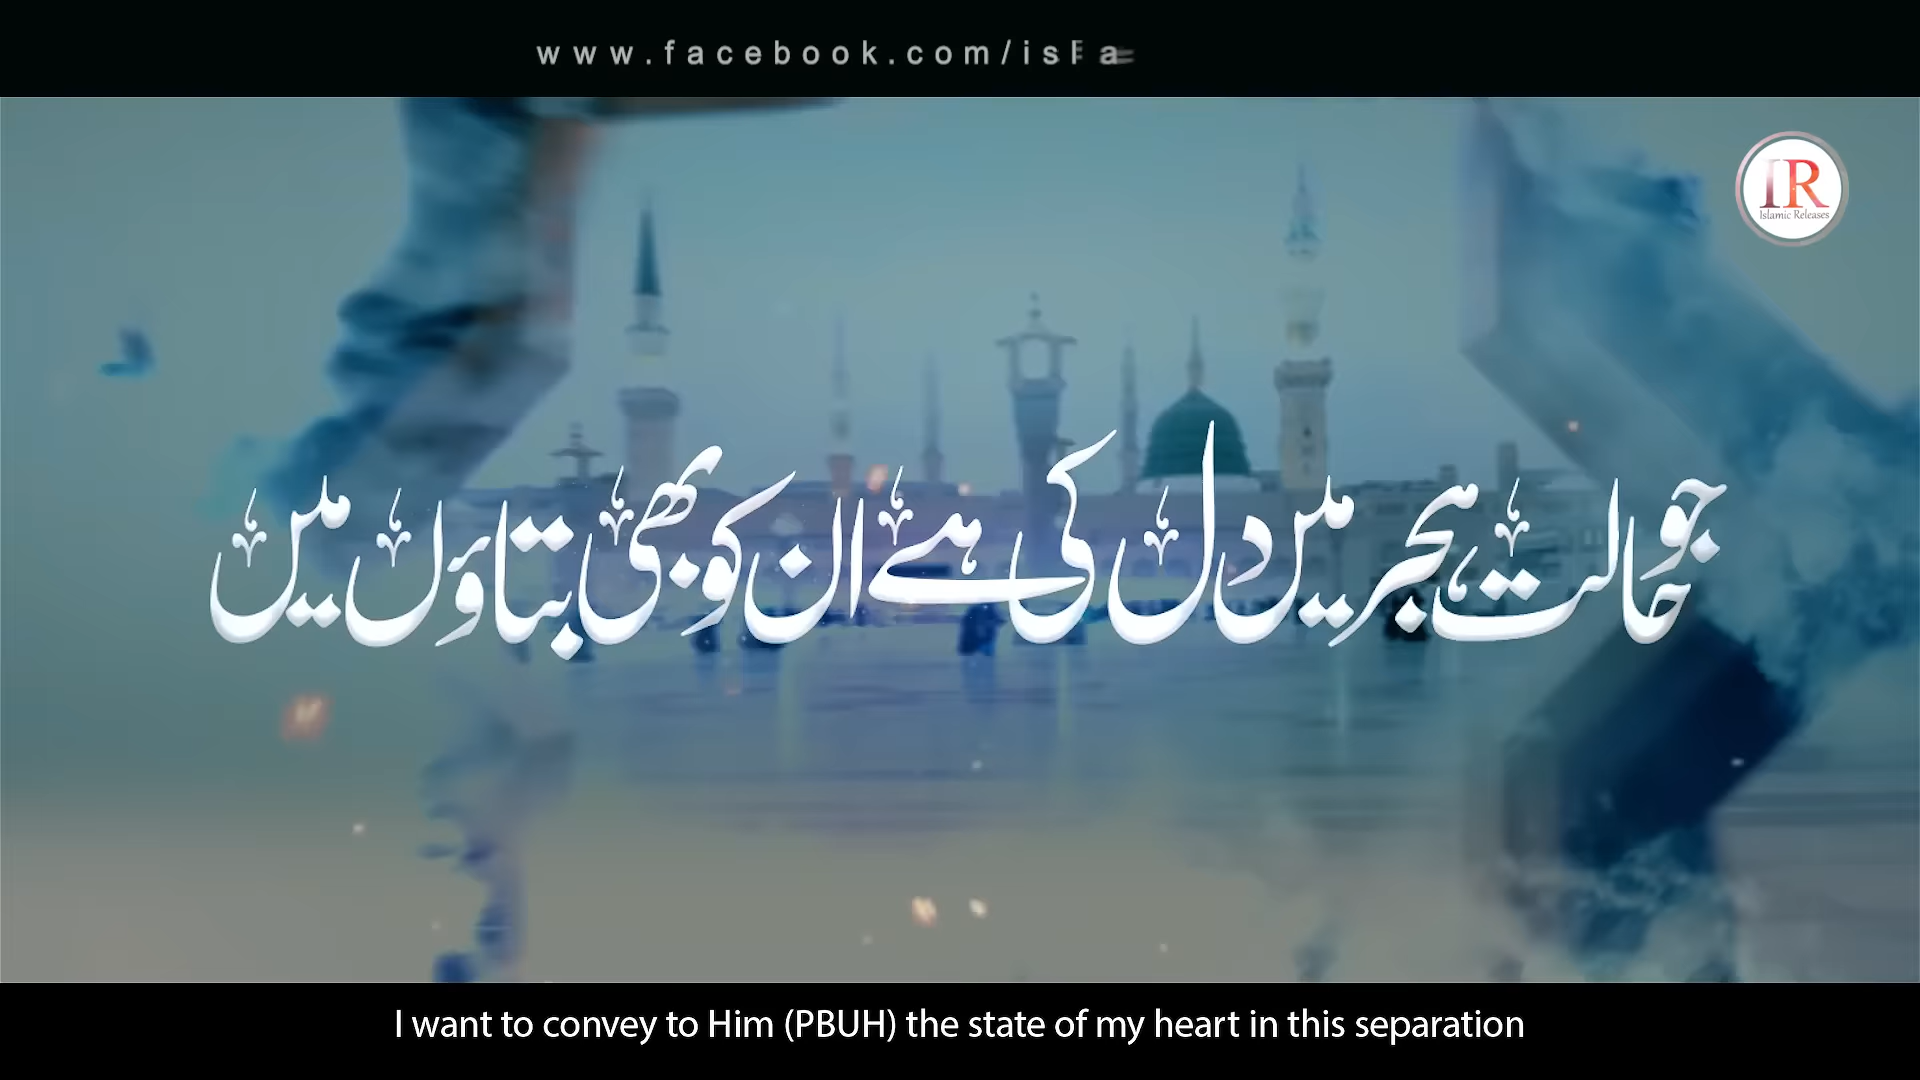 www.facebook.com/isla
IR
Islamic Releases
جو حالت ہجر میں دل کی ہے ان کو بھی بتاؤں میں
I want to convey to Him (PBUH) the state of my heart in this separation